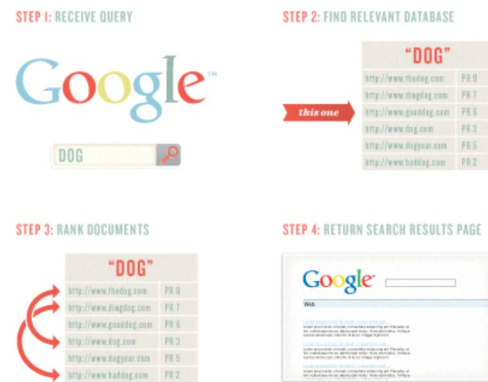 STEP 1: RECEIVE QUERY
Google™
DOG
STEP 2: FIND RELEVANT DATABASE
"DOG"
http://www.thedog.com PR 9
http://www.dingdog.com PR 7
this one
http://www.gooddog.com PR 6
http://www.dog.com PR 3
http://www.dogyear.com PR 5
http://www.baddog.com PR 2
STEP 3: RANK DOCUMENTS
"DOG"
http://www.thedog.com PR 9
http://www.dingdog.com PR 7
http://www.gooddog.com PR 6
http://www.dog.com PR 3
http://www.dogyear.com PR 5
http://www.baddog.com PR 2
STEP 4: RETURN SEARCH RESULTS PAGE
Google
Web